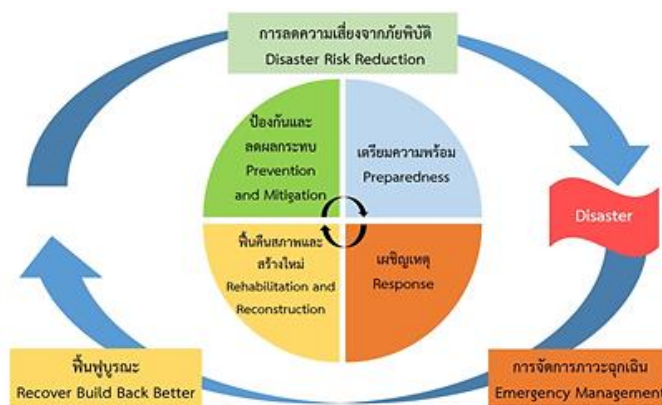 การลดความเสี่ยงจากภัยพิบัติ
Disaster Risk Reduction
ป้องกันและ
ลดผลกระทบ
Prevention
and Mitigation
เตรียมความพร้อม
Preparedness
Disaster
ฟื้นคืนสภาพและ
สร้างใหม่
Rehabilitation and
Reconstruction
เผชิญเหตุ
Response
ฟื้นฟูบูรณะ
Recover Build Back Better
การจัดการภาวะฉุกเฉิน
Emergency Management